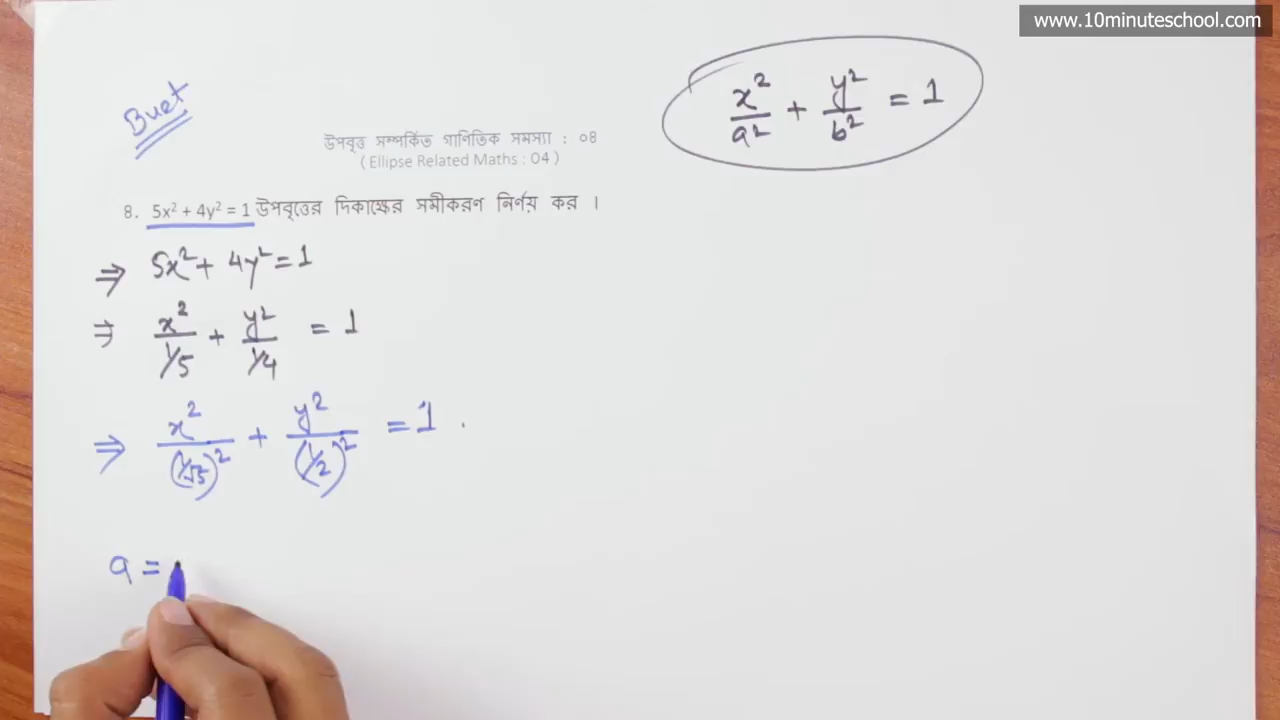 www.10minuteschool.com
Buet
x²/a² + y²/b² = 1
উপবৃত্ত সম্পর্কিত গাণিতিক সমস্যা : ০৪
( Ellipse Related Maths : 04 )
8. 5x² + 4y² = 1 উপবৃত্তের দিকাক্ষের সমীকরণ নির্ণয় কর ।
⇒ 5x² + 4y² = 1
⇒ x²/(1/5) + y²/(1/4) = 1
⇒ x²/(1/√5)² + y²/(1/2)² = 1 .
a =